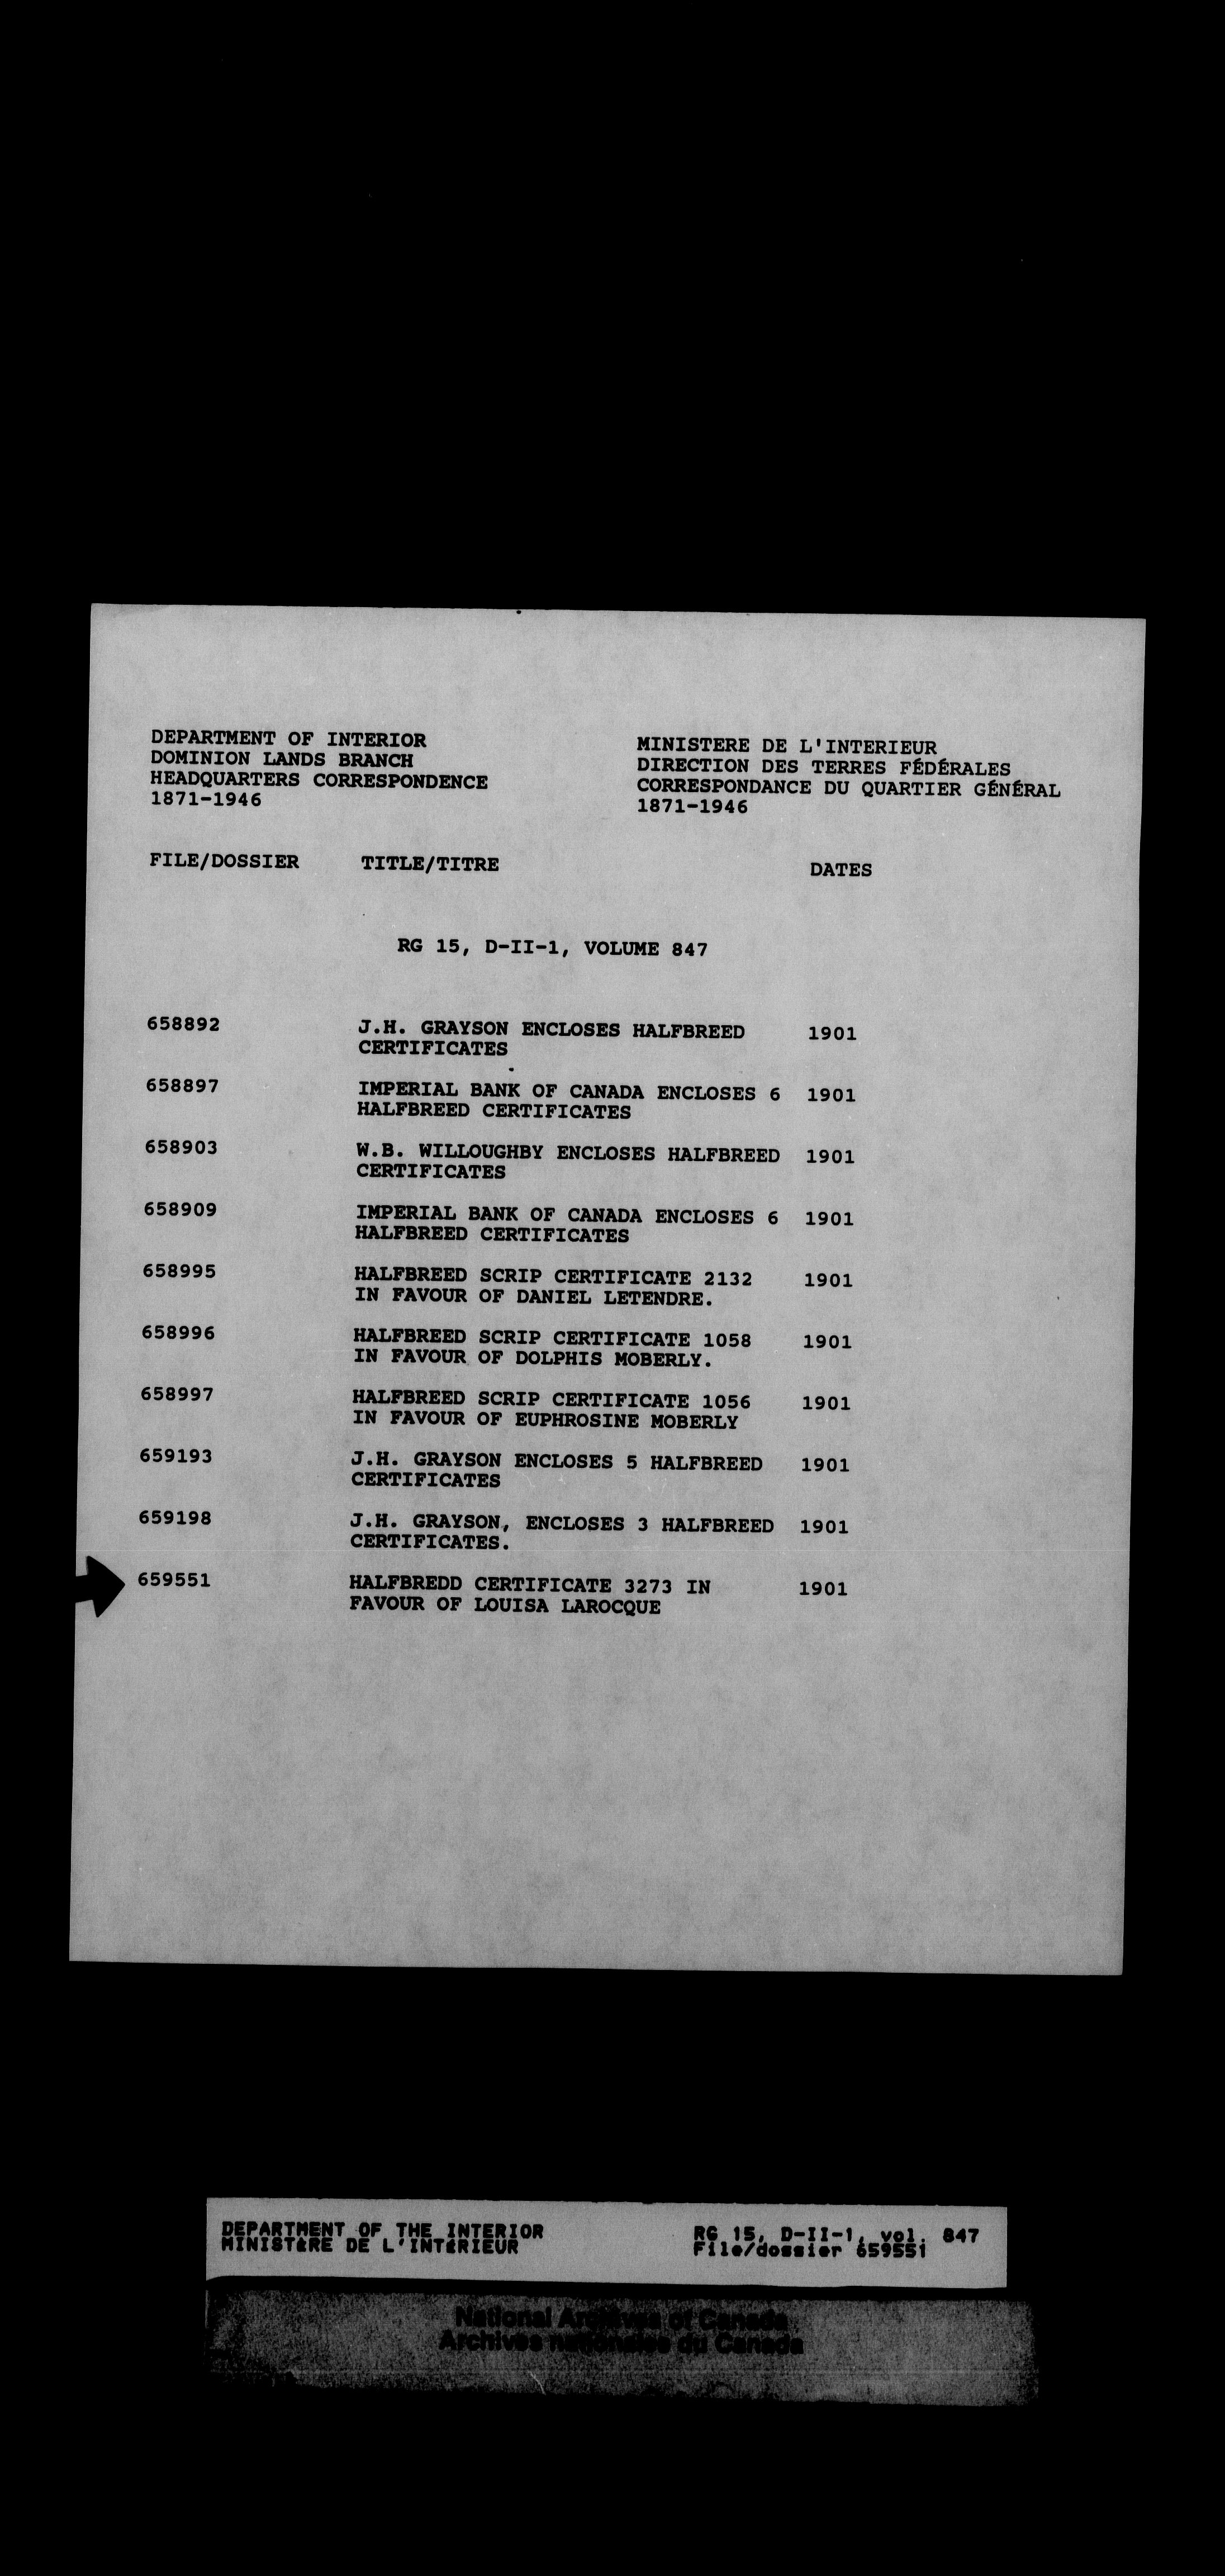 DEPARTMENT OF INTERIOR
DOMINION LANDS BRANCH
HEADQUARTERS CORRESPONDENCE
1871-1946
MINISTERE DE L'INTERIEUR
DIRECTION DES TERRES FÉDÉRALES
CORRESPONDANCE DU QUARTIER GÉNÉRAL
1871-1946
FILE/DOSSIER TITLE/TITRE DATES
RG 15, D-II-1, VOLUME 847
658892 J.H. GRAYSON ENCLOSES HALFBREED 1901
CERTIFICATES
658897 IMPERIAL BANK OF CANADA ENCLOSES 6 1901
HALFBREED CERTIFICATES
658903 W.B. WILLOUGHBY ENCLOSES HALFBREED 1901
CERTIFICATES
658909 IMPERIAL BANK OF CANADA ENCLOSES 6 1901
HALFBREED CERTIFICATES
658995 HALFBREED SCRIP CERTIFICATE 2132 1901
IN FAVOUR OF DANIEL LETENDRE.
658996 HALFBREED SCRIP CERTIFICATE 1058 1901
IN FAVOUR OF DOLPHIS MOBERLY.
658997 HALFBREED SCRIP CERTIFICATE 1056 1901
IN FAVOUR OF EUPHROSINE MOBERLY
659193 J.H. GRAYSON ENCLOSES 5 HALFBREED 1901
CERTIFICATES
659198 J.H. GRAYSON, ENCLOSES 3 HALFBREED 1901
CERTIFICATES.
659551 HALFBREDD CERTIFICATE 3273 IN 1901
FAVOUR OF LOUISA LAROCQUE
DEPARTMENT OF THE INTERIOR RG 15, D-II-1, vol. 847
MINISTÈRE DE L'INTÉRIEUR File/dossier 659551
National Archives of Canada
Archives nationales du Canada